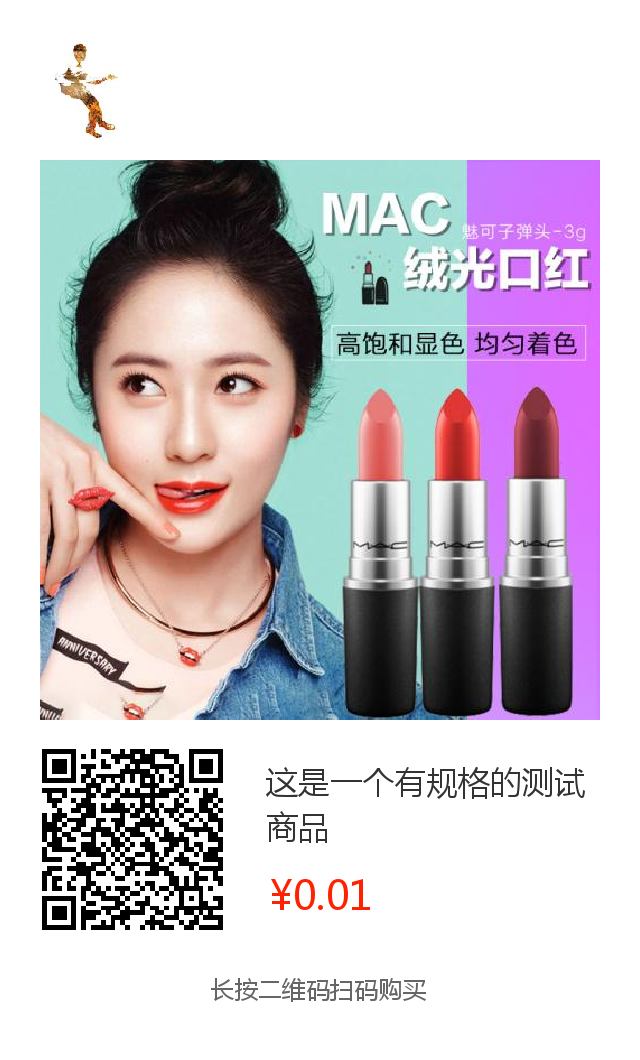 MAC
魅可子弹头-3g
绒光口红
高饱和显色 均匀着色
MAC MAC MAC
ANNIVERSARY
这是一个有规格的测试
商品
¥0.01
长按二维码扫码购买